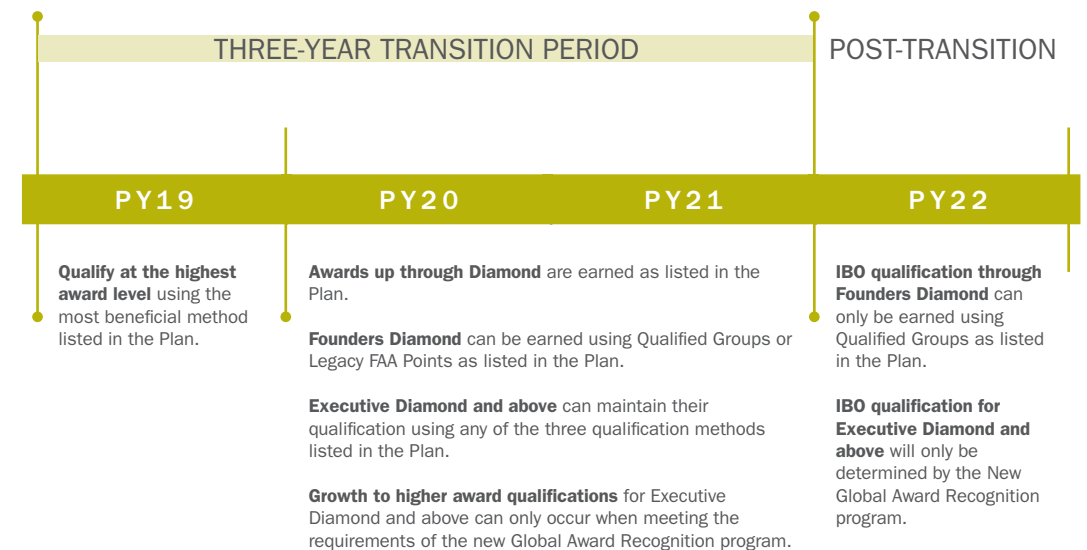 THREE-YEAR TRANSITION PERIOD
POST-TRANSITION
PY19
PY20
PY21
PY22
Qualify at the highest
award level using the
most beneficial method
listed in the Plan.
Awards up through Diamond are earned as listed in the
Plan.
Founders Diamond can be earned using Qualified Groups or
Legacy FAA Points as listed in the Plan.
Executive Diamond and above can maintain their
qualification using any of the three qualification methods
listed in the Plan.
Growth to higher award qualifications for Executive
Diamond and above can only occur when meeting the
requirements of the new Global Award Recognition program.
IBO qualification through
Founders Diamond can
only be earned using
Qualified Groups as listed
in the Plan.
IBO qualification for
Executive Diamond and
above will only be
determined by the New
Global Award Recognition
program.